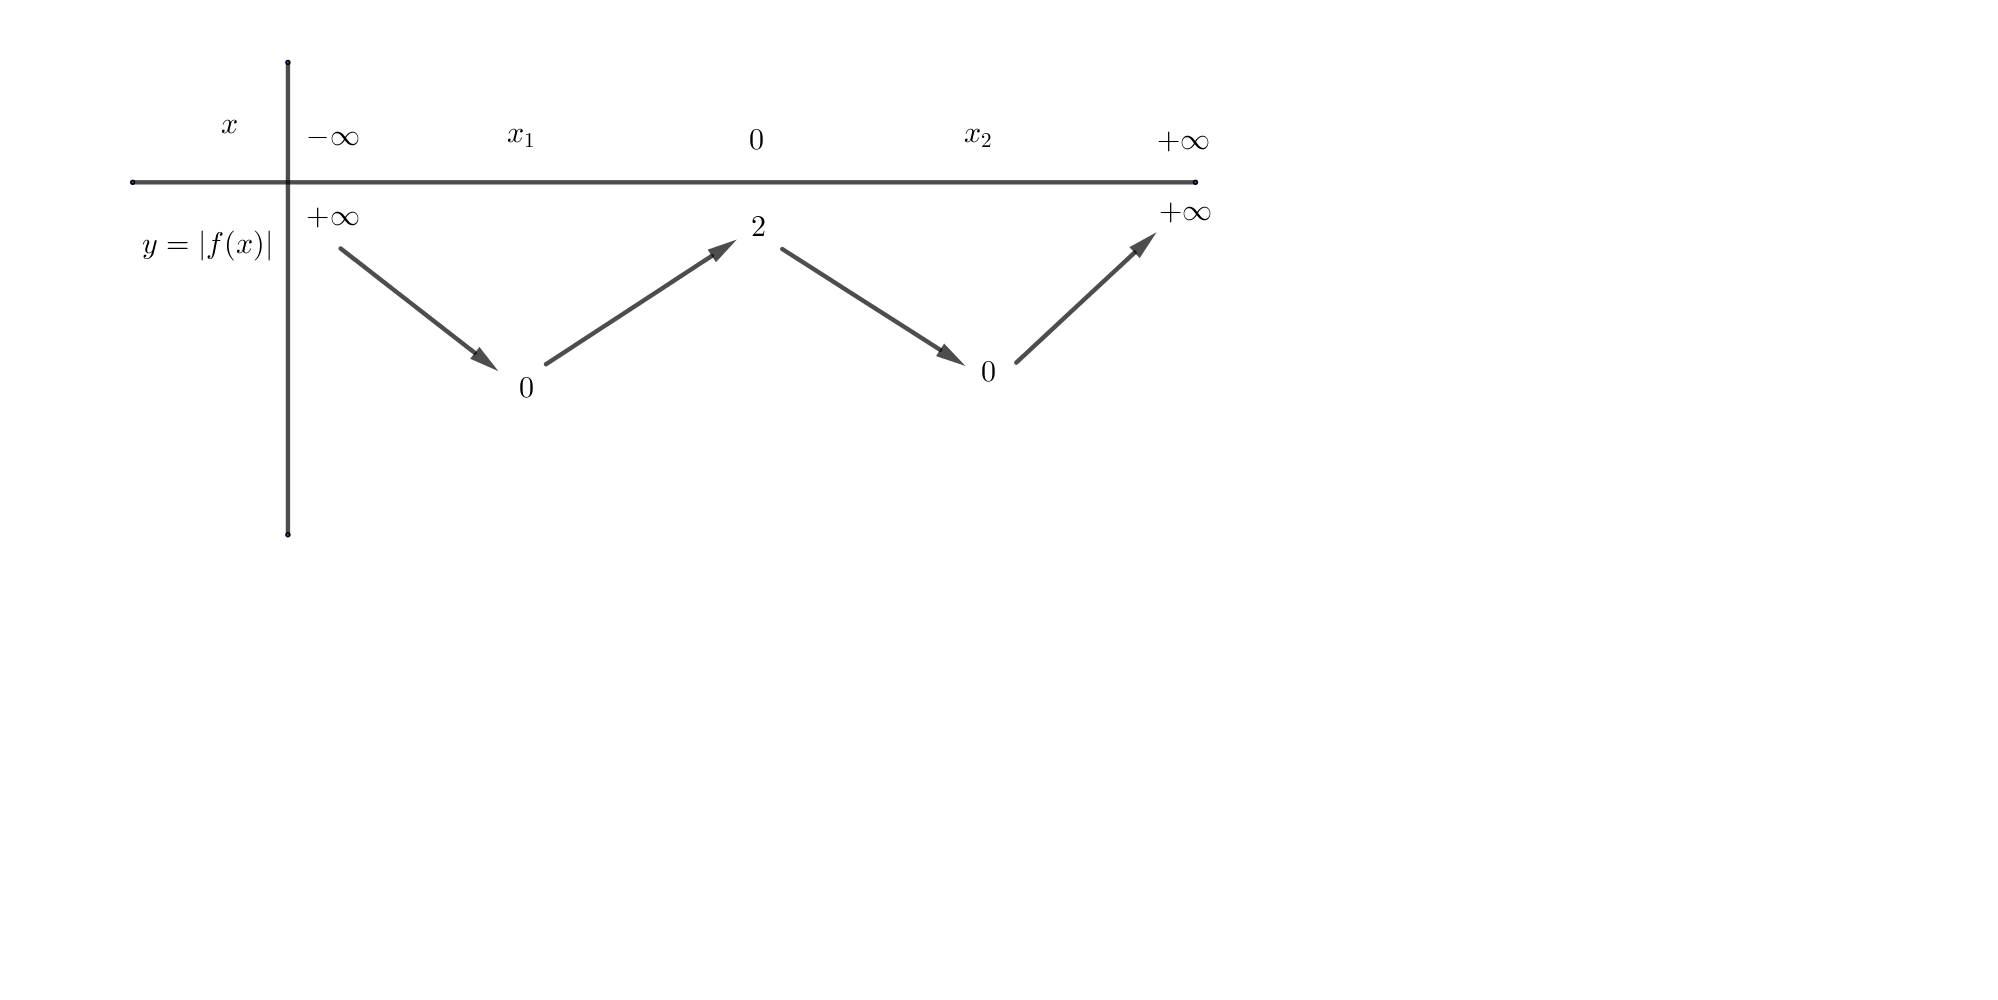 x −∞ x₁ 0 x₂ +∞
y = |f(x)| +∞ 2 +∞
0 0